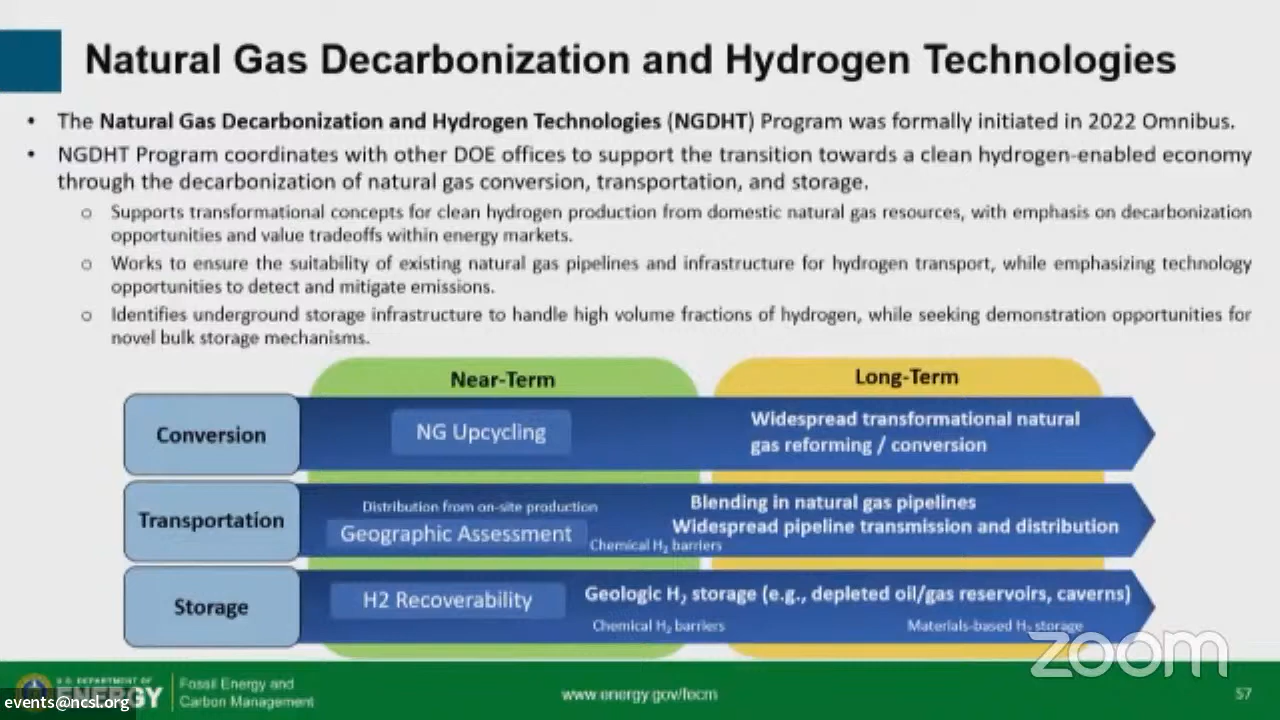 Natural Gas Decarbonization and Hydrogen Technologies
• The Natural Gas Decarbonization and Hydrogen Technologies (NGDHT) Program was formally initiated in 2022 Omnibus.
• NGDHT Program coordinates with other DOE offices to support the transition towards a clean hydrogen-enabled economy
through the decarbonization of natural gas conversion, transportation, and storage.
o Supports transformational concepts for clean hydrogen production from domestic natural gas resources, with emphasis on decarbonization
opportunities and value tradeoffs within energy markets.
o Works to ensure the suitability of existing natural gas pipelines and infrastructure for hydrogen transport, while emphasizing technology
opportunities to detect and mitigate emissions.
o Identifies underground storage infrastructure to handle high volume fractions of hydrogen, while seeking demonstration opportunities for
novel bulk storage mechanisms.
Near-Term
Long-Term
Conversion
NG Upcycling
Widespread transformational natural
gas reforming / conversion
Transportation
Distribution from on-site production
Geographic Assessment
Chemical H₂ barriers
Blending in natural gas pipelines
Widespread pipeline transmission and distribution
Storage
H2 Recoverability
Geologic H₂ storage (e.g., depleted oil/gas reservoirs, caverns)
Chemical H₂ barriers
Materials-based H₂ storage
zoom
U.S. DEPARTMENT OF
ENERGY
Fossil Energy and
Carbon Management
www.energy.gov/fecm
57
events@ncsl.org